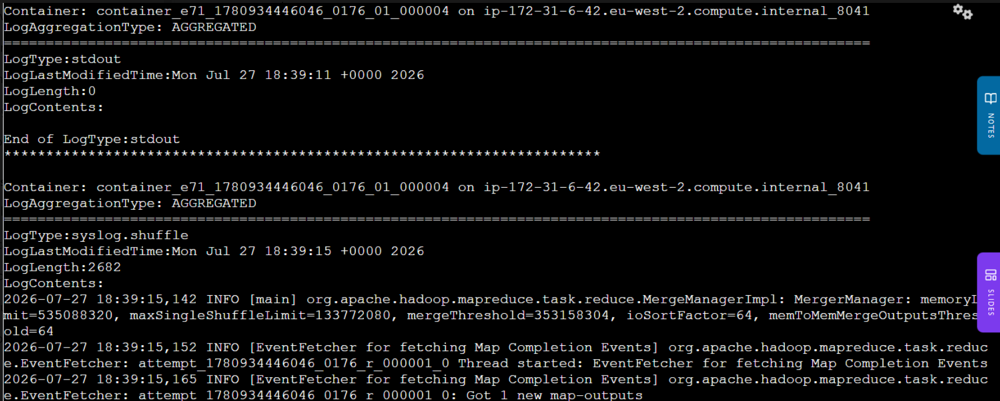 Container: container_e71_1780934446046_0176_01_000004 on ip-172-31-6-42.eu-west-2.compute.internal_8041
LogAggregationType: AGGREGATED
=======================================================================================================
LogType:stdout
LogLastModifiedTime:Mon Jul 27 18:39:11 +0000 2026
LogLength:0
LogContents:
End of LogType:stdout
***********************************************************************
Container: container_e71_1780934446046_0176_01_000004 on ip-172-31-6-42.eu-west-2.compute.internal_8041
LogAggregationType: AGGREGATED
=======================================================================================================
LogType:syslog.shuffle
LogLastModifiedTime:Mon Jul 27 18:39:15 +0000 2026
LogLength:2682
LogContents:
2026-07-27 18:39:15,142 INFO [main] org.apache.hadoop.mapreduce.task.reduce.MergeManagerImpl: MergerManager: memoryL
mit=535088320, maxSingleShuffleLimit=133772080, mergeThreshold=353158304, ioSortFactor=64, memToMemMergeOutputsThres
old=64
2026-07-27 18:39:15,152 INFO [EventFetcher for fetching Map Completion Events] org.apache.hadoop.mapreduce.task.reduc
e.EventFetcher: attempt_1780934446046_0176_r_000001_0 Thread started: EventFetcher for fetching Map Completion Events
2026-07-27 18:39:15,165 INFO [EventFetcher for fetching Map Completion Events] org.apache.hadoop.mapreduce.task.reduc
e.EventFetcher: attempt_1780934446046_0176_r_000001_0: Got 1 new map-outputs
NOTES
SLIDES